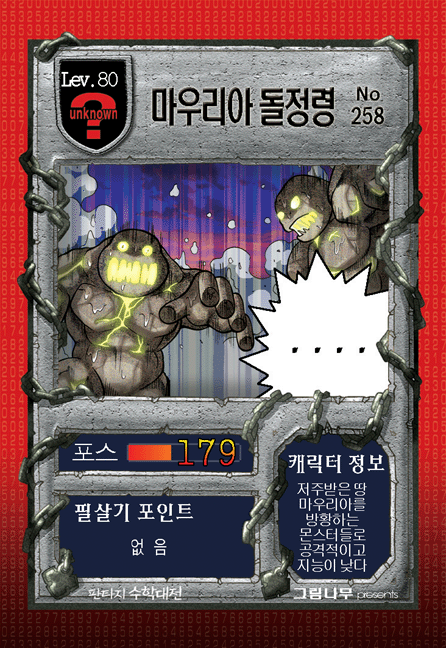 Lev. 80
unknown
마우리아 돌정령
No
258
....
포스 179
필살기 포인트
없 음
캐릭터 정보
저주받은 땅
마우리아를
방황하는
몬스터들로
공격적이고
지능이 낮다
판타지 수학대전
그림나무 presents